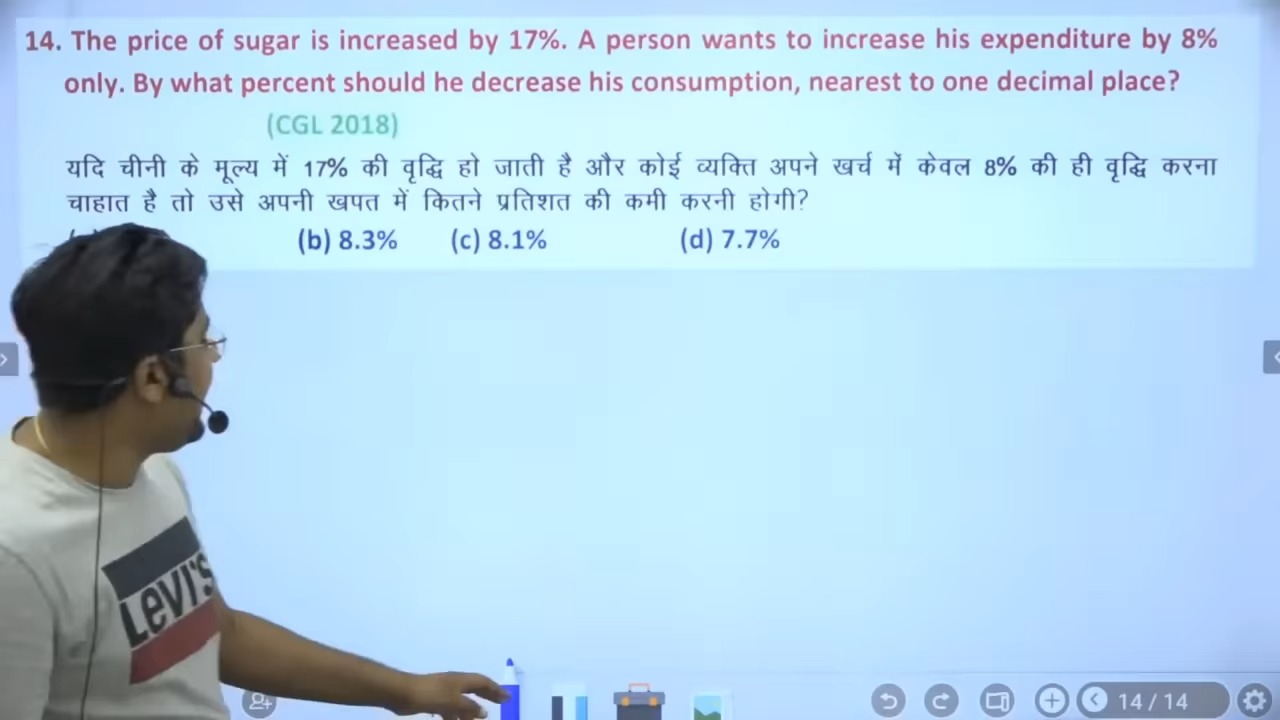 14. The price of sugar is increased by 17%. A person wants to increase his expenditure by 8%
only. By what percent should he decrease his consumption, nearest to one decimal place?
(CGL 2018)
यदि चीनी के मूल्य में 17% की वृद्धि हो जाती है और कोई व्यक्ति अपने खर्च में केवल 8% की ही वृद्धि करना
चाहात है तो उसे अपनी खपत में कितने प्रतिशत की कमी करनी होगी?
(b) 8.3% (c) 8.1% (d) 7.7%
LEVI'S
14 / 14